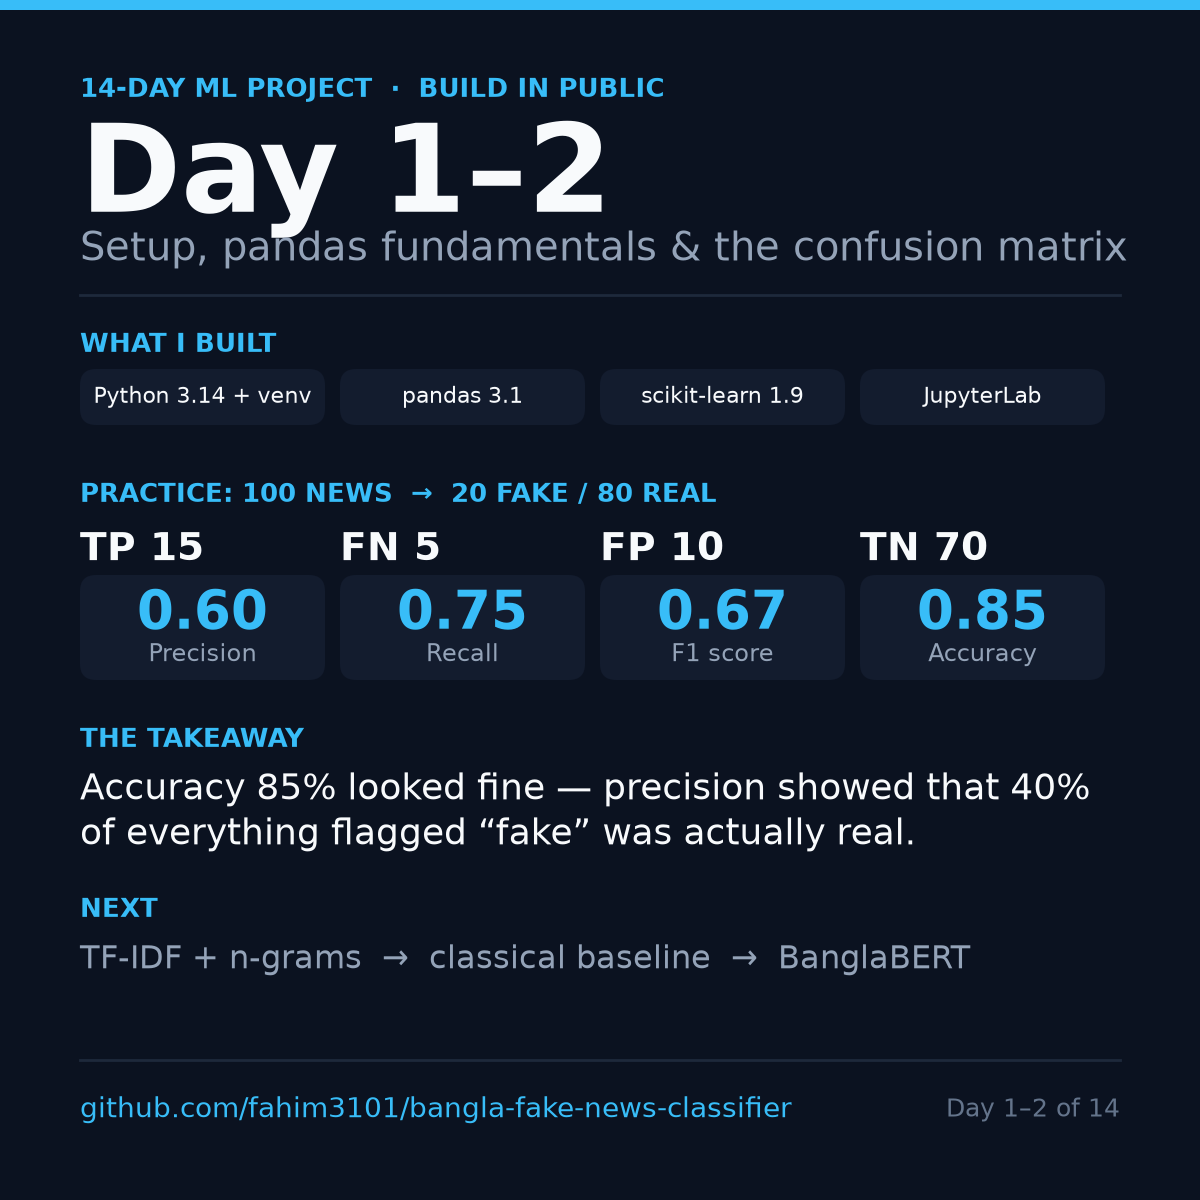 14-DAY ML PROJECT · BUILD IN PUBLIC
Day 1–2
Setup, pandas fundamentals & the confusion matrix
WHAT I BUILT
Python 3.14 + venv
pandas 3.1
scikit-learn 1.9
JupyterLab
PRACTICE: 100 NEWS → 20 FAKE / 80 REAL
TP 15
FN 5
FP 10
TN 70
0.60
0.75
0.67
0.85
Precision
Recall
F1 score
Accuracy
THE TAKEAWAY
Accuracy 85% looked fine — precision showed that 40%
of everything flagged “fake” was actually real.
NEXT
TF-IDF + n-grams → classical baseline → BanglaBERT
github.com/fahim3101/bangla-fake-news-classifier
Day 1–2 of 14